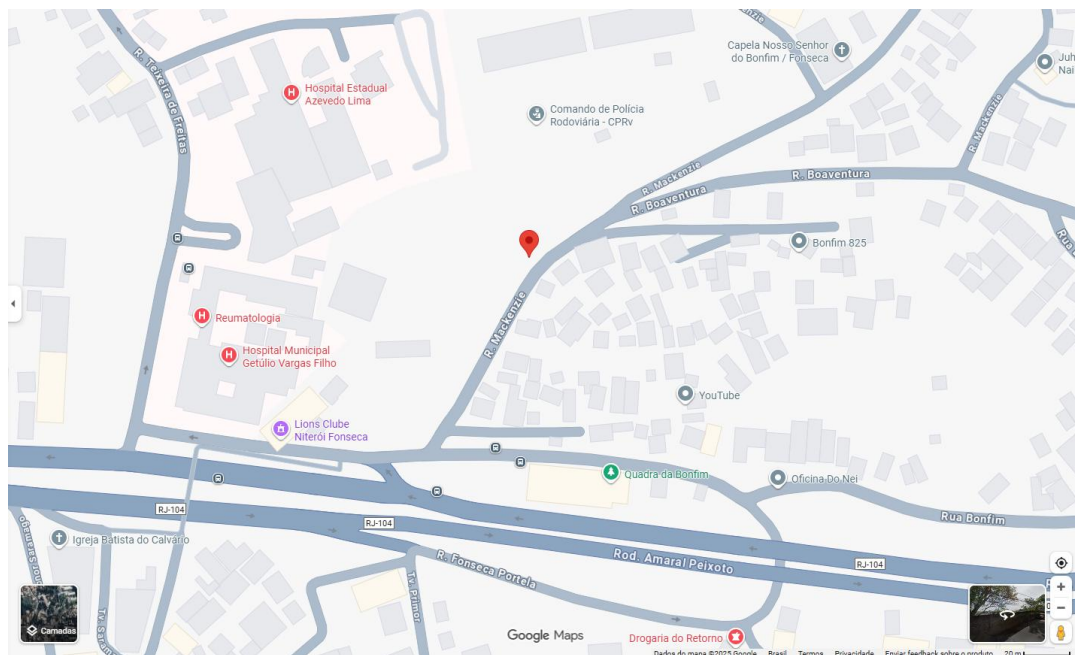 R. Teixeira de Freitas
Hospital Estadual
Azevedo Lima
Comando de Polícia
Rodoviária - CPRv
Capela Nosso Senhor
do Bonfim / Fonseca
Juh
Nai
R. Mackenzie
R. Mackenzie
R. Boaventura
R. Boaventura
Bonfim 825
Reumatologia
Hospital Municipal
Getúlio Vargas Filho
R. Mackenzie
YouTube
Lions Clube
Niterói Fonseca
Quadra da Bonfim
Oficina Do Nei
Rua Bonfim
RJ-104
RJ-104
RJ-104
Igreja Batista do Calvário
Rod. Amaral Peixoto
R. Fonseca Portela
Tv. Primor
Camadas
Google Maps
Drogaria do Retorno
Dados do mapa ©2025 Google Brasil Termos Privacidade Enviar feedback sobre o produto 20 m